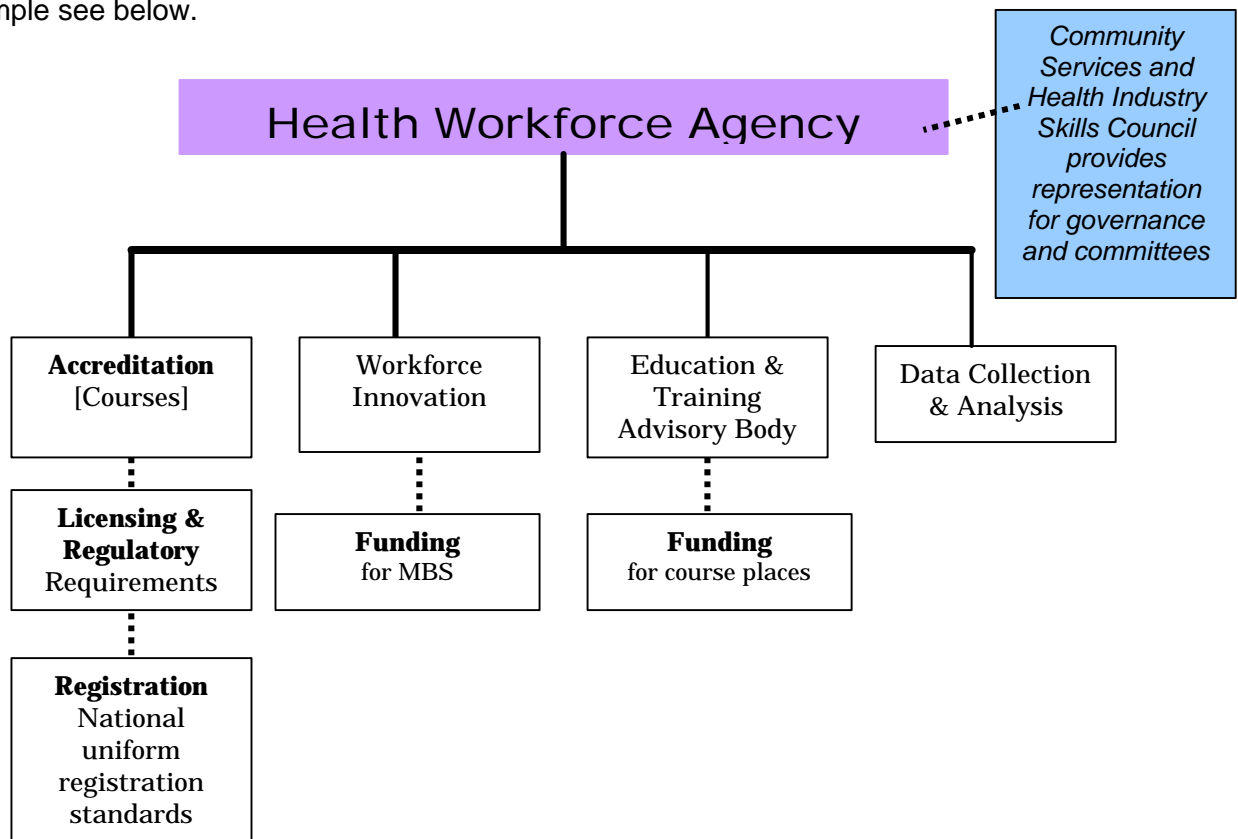 mple see below.
Community
Services and
Health Industry
Skills Council
provides
representation
for governance
and committees
Health Workforce Agency
Accreditation
[Courses]
Workforce
Innovation
Education &
Training
Advisory Body
Data Collection
& Analysis
Licensing &
Regulatory
Requirements
Funding
for MBS
Funding
for course places
Registration
National
uniform
registration
standards